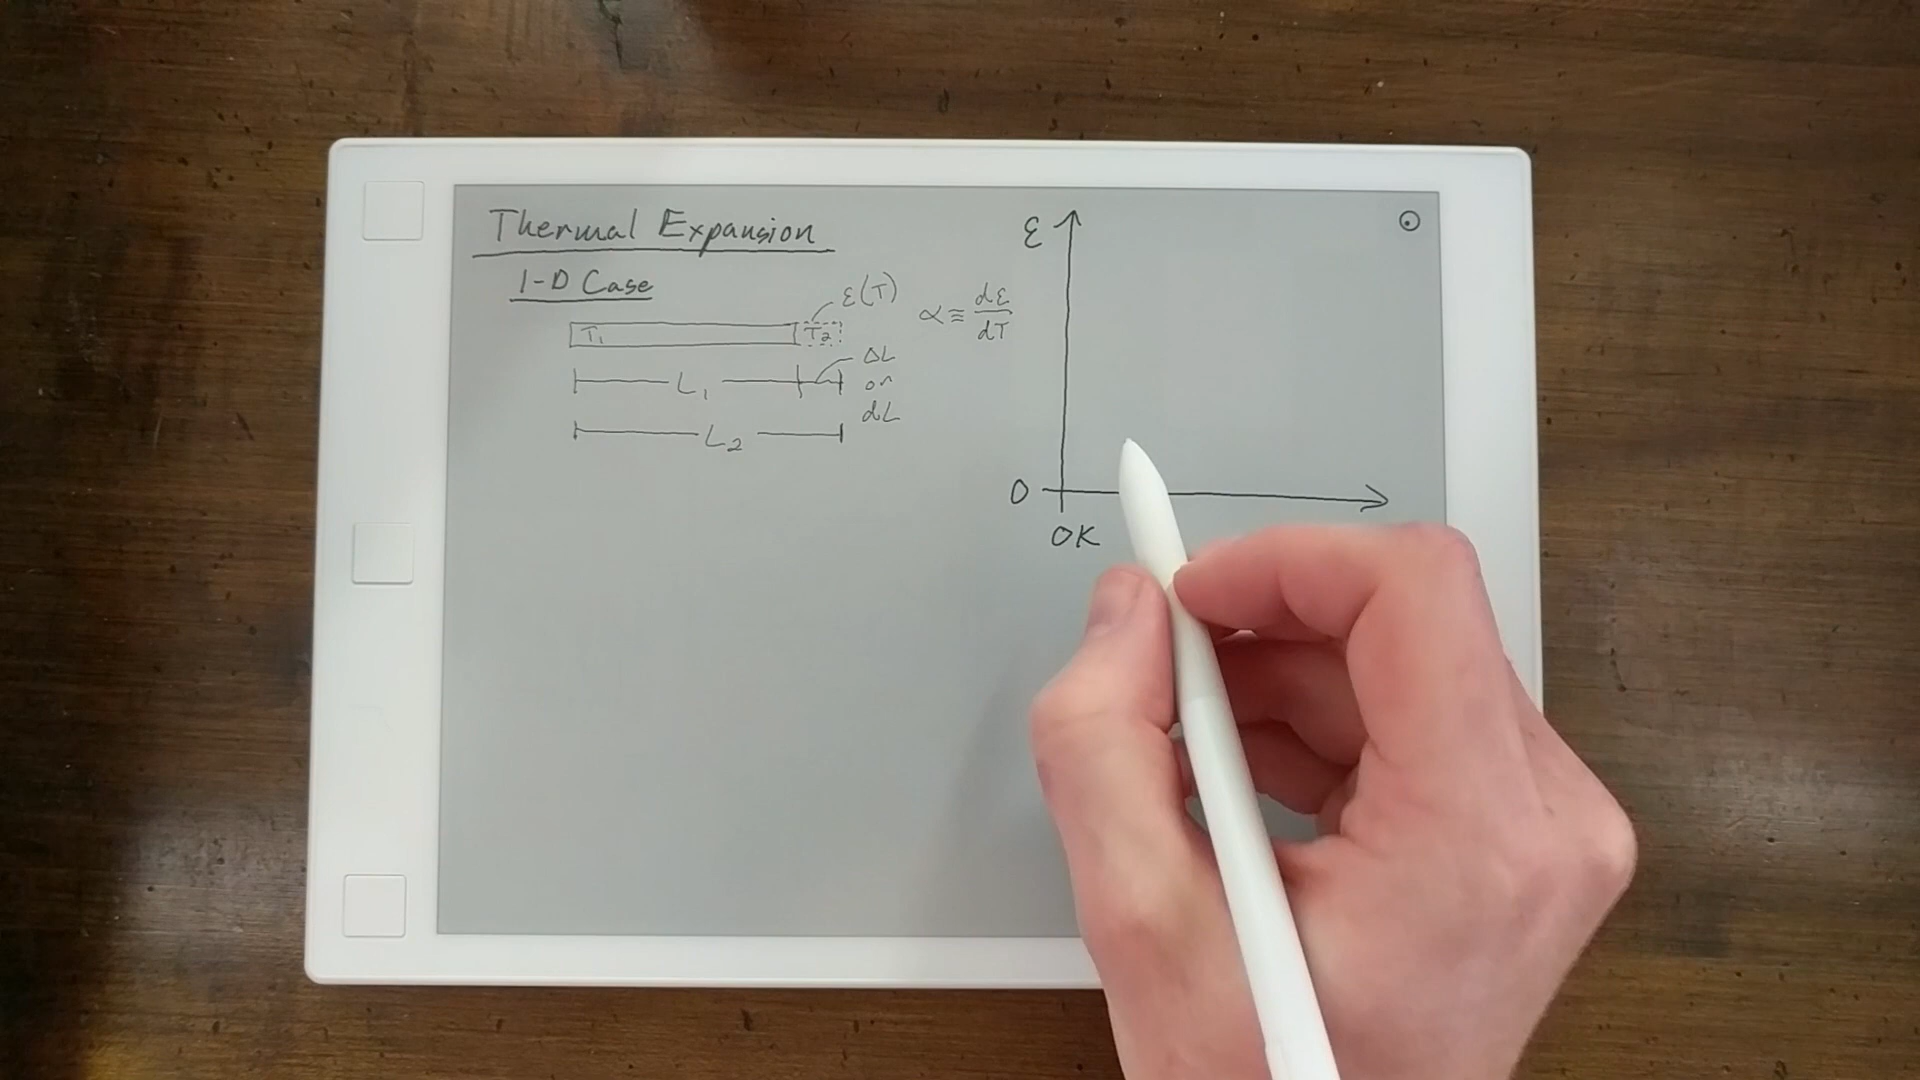 Thermal Expansion
1-D Case
T₁
T₂
ε(T)
α ≡ dε/dT
L₁
ΔL
or
dL
L₂
ε
0
0K